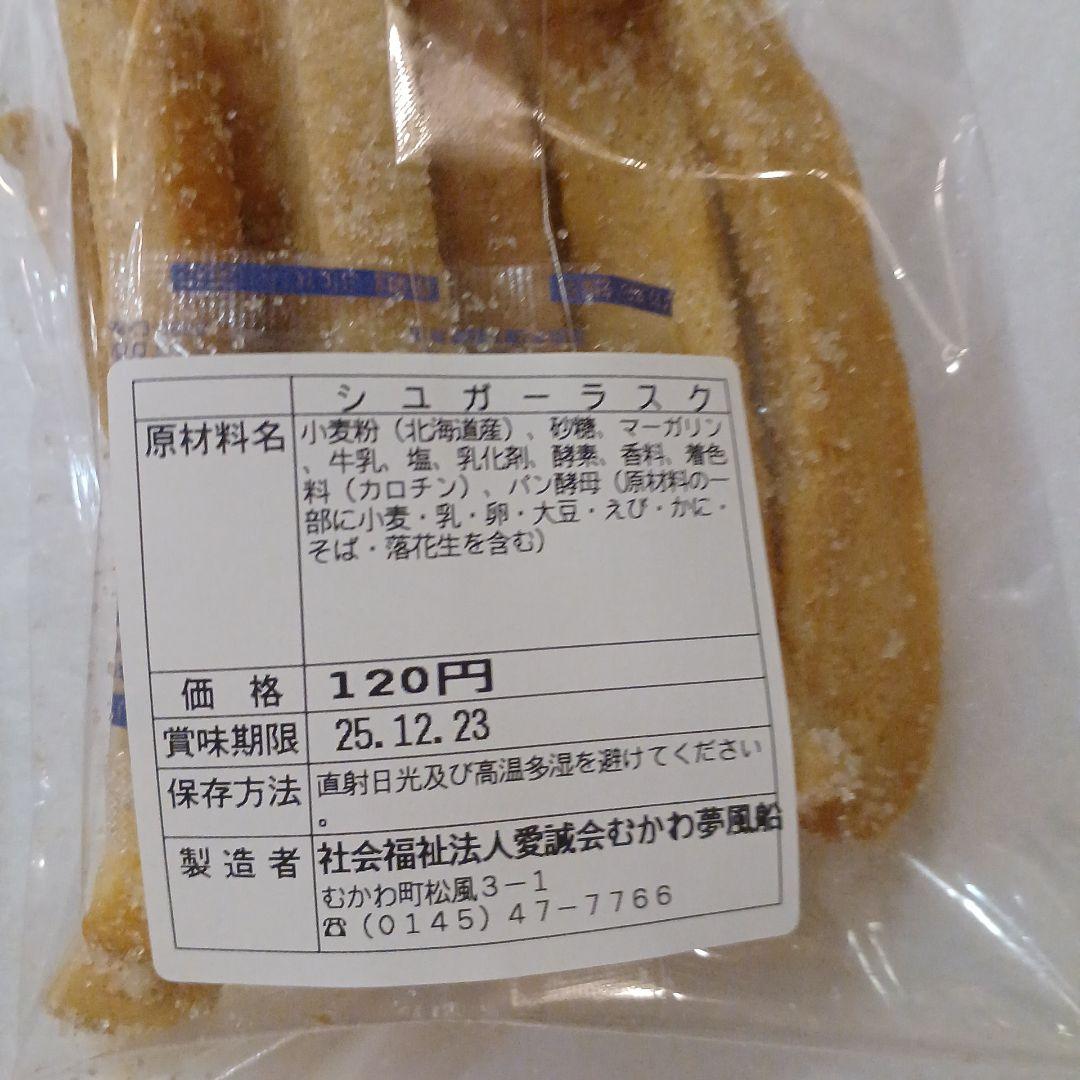 シュガーラスク
原材料名
小麦粉（北海道産）、砂糖、マーガリン
、牛乳、塩、乳化剤、酵素、香料、着色
料（カロチン）、パン酵母（原材料の一
部に小麦・乳・卵・大豆・えび・かに・
そば・落花生を含む）
価格 120円
賞味期限 25.12.23
保存方法 直射日光及び高温多湿を避けてください
。
製造者 社会福祉法人愛誠会むかわ夢風船
むかわ町松風３－１
☎（０１４５）４７－７７６６